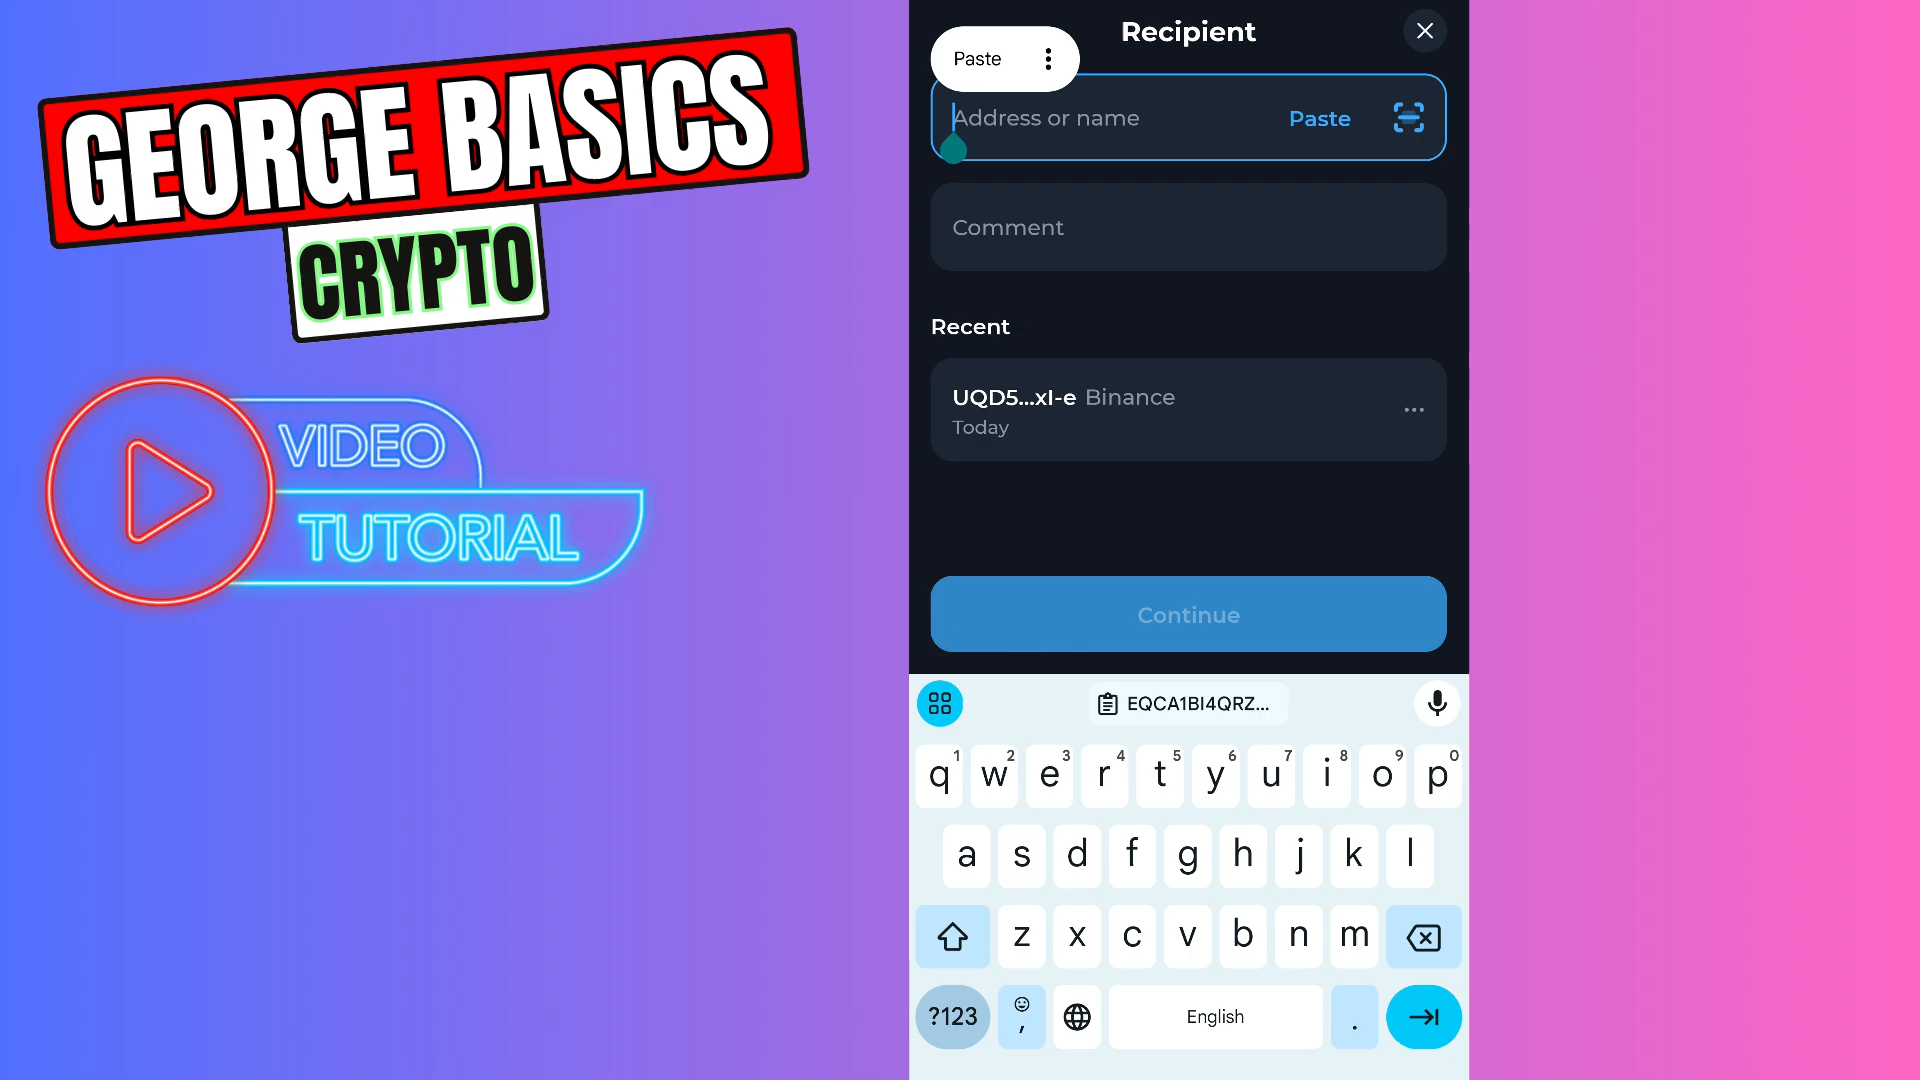 GEORGE BASICS
CRYPTO
VIDEO
TUTORIAL
Recipient
Paste
Address or name
Paste
Comment
Recent
UQD5...xI-e Binance
Today
Continue
EQCA1BI4QRZ...
q1 w2 e3 r4 t5 y6 u7 i8 o9 p0
a s d f g h j k l
z x c v b n m
?123 , English .